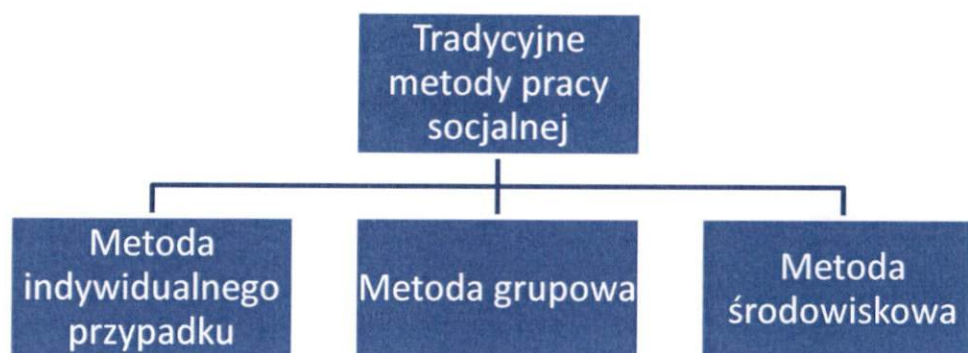 Tradycyjne
metody pracy
socjalnej
Metoda
indywidualnego
przypadku
Metoda grupowa
Metoda
środowiskowa